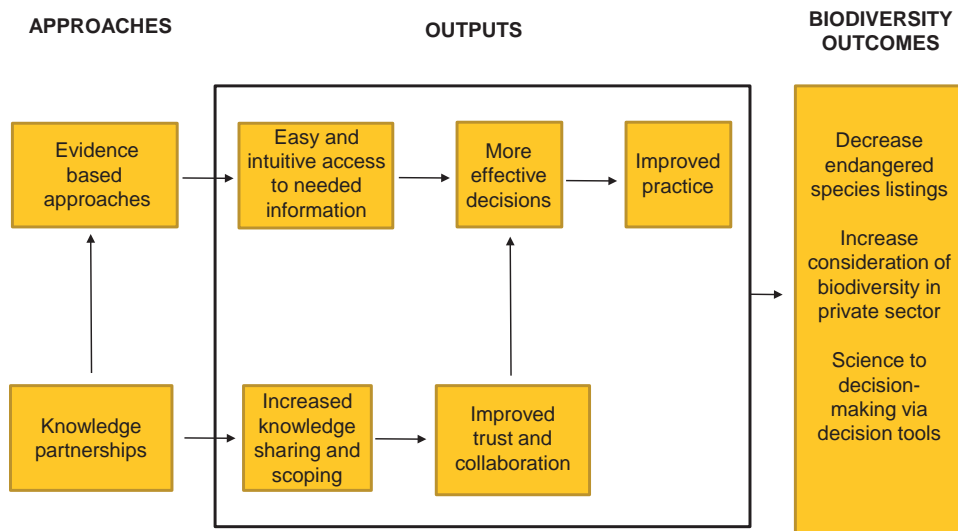 APPROACHES
OUTPUTS
BIODIVERSITY
OUTCOMES
Evidence
based
approaches
Easy and
intuitive access
to needed
information
More
effective
decisions
Improved
practice
Decrease
endangered
species listings
Increase
consideration of
biodiversity in
private sector
Science to
decision-
making via
decision tools
Knowledge
partnerships
Increased
knowledge
sharing and
scoping
Improved
trust and
collaboration